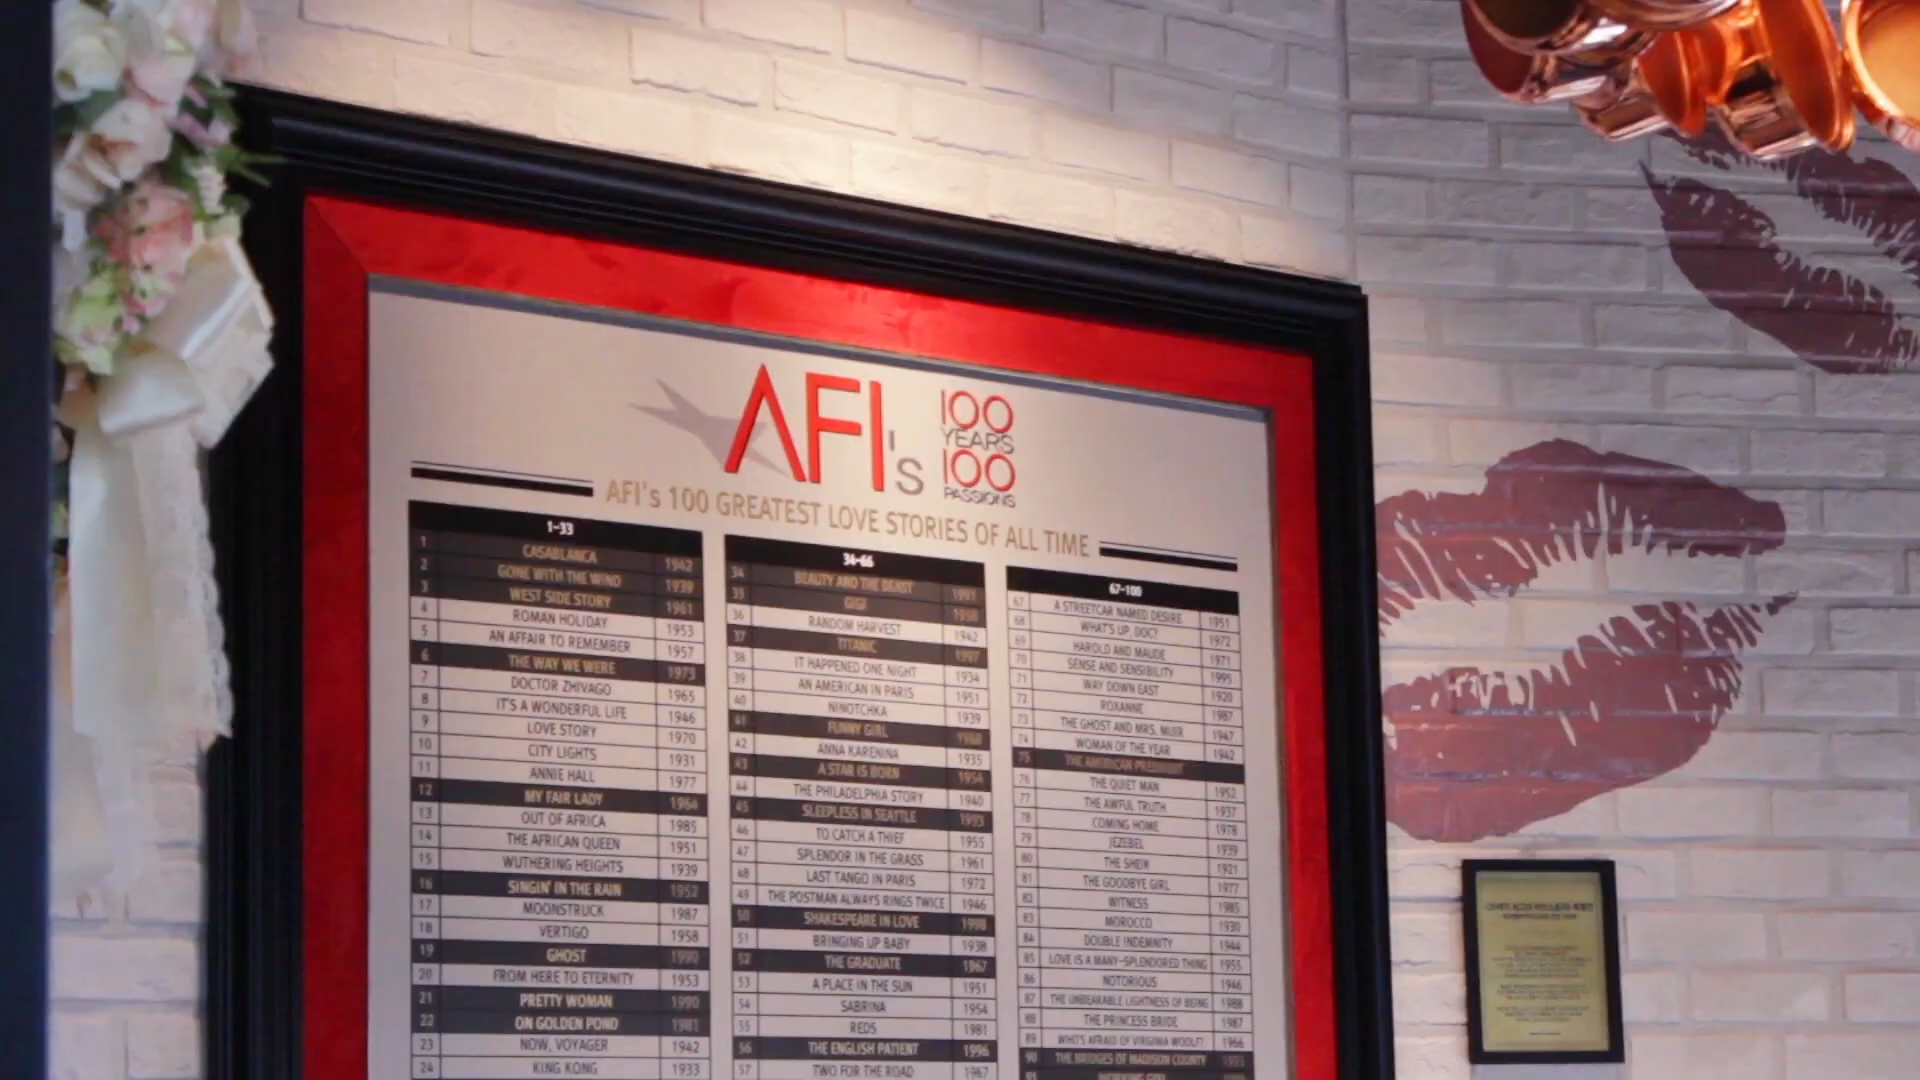 AFI's
100
YEARS
100
PASSIONS
AFI's 100 GREATEST LOVE STORIES OF ALL TIME
1-33
1 CASABLANCA 1942
2 GONE WITH THE WIND 1939
3 WEST SIDE STORY 1961
4 ROMAN HOLIDAY 1953
5 AN AFFAIR TO REMEMBER 1957
6 THE WAY WE WERE 1973
7 DOCTOR ZHIVAGO 1965
8 IT'S A WONDERFUL LIFE 1946
9 LOVE STORY 1970
10 CITY LIGHTS 1931
11 ANNIE HALL 1977
12 MY FAIR LADY 1964
13 OUT OF AFRICA 1985
14 THE AFRICAN QUEEN 1951
15 WUTHERING HEIGHTS 1939
16 SINGIN' IN THE RAIN 1952
17 MOONSTRUCK 1987
18 VERTIGO 1958
19 GHOST 1990
20 FROM HERE TO ETERNITY 1953
21 PRETTY WOMAN 1990
22 ON GOLDEN POND 1981
23 NOW, VOYAGER 1942
24 KING KONG 1933
34-66
34 BEAUTY AND THE BEAST 1991
35 GIGI 1958
36 RANDOM HARVEST 1942
37 TITANIC 1997
38 IT HAPPENED ONE NIGHT 1934
39 AN AMERICAN IN PARIS 1951
40 NINOTCHKA 1939
41 FUNNY GIRL 1968
42 ANNA KARENINA 1935
43 A STAR IS BORN 1954
44 THE PHILADELPHIA STORY 1940
45 SLEEPLESS IN SEATTLE 1993
46 TO CATCH A THIEF 1955
47 SPLENDOR IN THE GRASS 1961
48 LAST TANGO IN PARIS 1972
49 THE POSTMAN ALWAYS RINGS TWICE 1946
50 SHAKESPEARE IN LOVE 1998
51 BRINGING UP BABY 1938
52 THE GRADUATE 1967
53 A PLACE IN THE SUN 1951
54 SABRINA 1954
55 REDS 1981
56 THE ENGLISH PATIENT 1996
57 TWO FOR THE ROAD 1967
67-100
67 A STREETCAR NAMED DESIRE 1951
68 WHAT'S UP, DOC? 1972
69 HAROLD AND MAUDE 1971
70 SENSE AND SENSIBILITY 1995
71 WAY DOWN EAST 1920
72 ROXANNE 1987
73 THE GHOST AND MRS. MUIR 1947
74 WOMAN OF THE YEAR 1942
75 THE AMERICAN PRESIDENT
76 THE QUIET MAN 1952
77 THE AWFUL TRUTH 1937
78 COMING HOME 1978
79 JEZEBEL 1939
80 THE SHEIK 1921
81 THE GOODBYE GIRL 1977
82 WITNESS 1985
83 MOROCCO 1930
84 DOUBLE INDEMNITY 1944
85 LOVE IS A MANY-SPLENDORED THING 1955
86 NOTORIOUS 1946
87 THE UNBEARABLE LIGHTNESS OF BEING 1988
88 THE PRINCESS BRIDE 1987
89 WHO'S AFRAID OF VIRGINIA WOOLF? 1966
90 THE BRIDGES OF MADISON COUNTY 1995